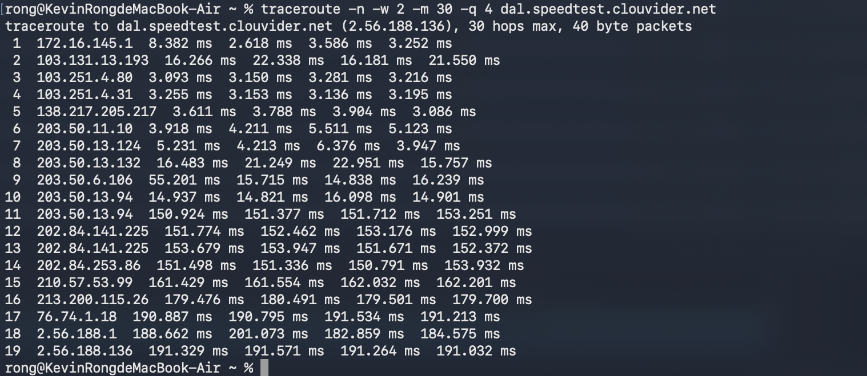 [rong@KevinRongdeMacBook-Air ~ % traceroute -n -w 2 -m 30 -q 4 dal.speedtest.clouvider.net
traceroute to dal.speedtest.clouvider.net (2.56.188.130), 30 hops max, 40 byte packets
 1  172.16.145.1  8.382 ms  2.618 ms  3.586 ms  3.252 ms
 2  103.131.13.193  16.266 ms  22.338 ms  16.181 ms  21.550 ms
 3  103.251.4.80  3.093 ms  3.150 ms  3.281 ms  3.216 ms
 4  103.251.4.31  3.255 ms  3.153 ms  3.136 ms  3.195 ms
 5  138.217.205.217  3.611 ms  3.788 ms  3.904 ms  3.086 ms
 6  203.50.11.10  3.918 ms  4.211 ms  5.511 ms  5.123 ms
 7  203.50.13.124  5.231 ms  4.213 ms  6.376 ms  3.947 ms
 8  203.50.13.132  16.483 ms  21.249 ms  22.951 ms  15.757 ms
 9  203.50.6.106  55.201 ms  15.715 ms  14.838 ms  16.239 ms
10  203.50.13.94  14.937 ms  14.821 ms  16.098 ms  14.901 ms
11  203.50.13.94  150.924 ms  151.377 ms  151.712 ms  153.251 ms
12  202.84.141.225  151.774 ms  152.462 ms  153.176 ms  152.999 ms
13  202.84.141.225  153.679 ms  153.947 ms  151.671 ms  152.372 ms
14  202.84.253.86  151.498 ms  151.336 ms  150.791 ms  153.932 ms
15  210.57.53.99  161.429 ms  161.554 ms  162.032 ms  162.201 ms
16  213.200.115.26  179.476 ms  180.491 ms  179.501 ms  179.700 ms
17  76.74.1.18  190.887 ms  190.795 ms  191.534 ms  191.213 ms
18  2.56.188.1  188.662 ms  201.073 ms  182.859 ms  184.575 ms
19  2.56.188.136  191.329 ms  191.571 ms  191.264 ms  191.032 ms
rong@KevinRongdeMacBook-Air ~ %